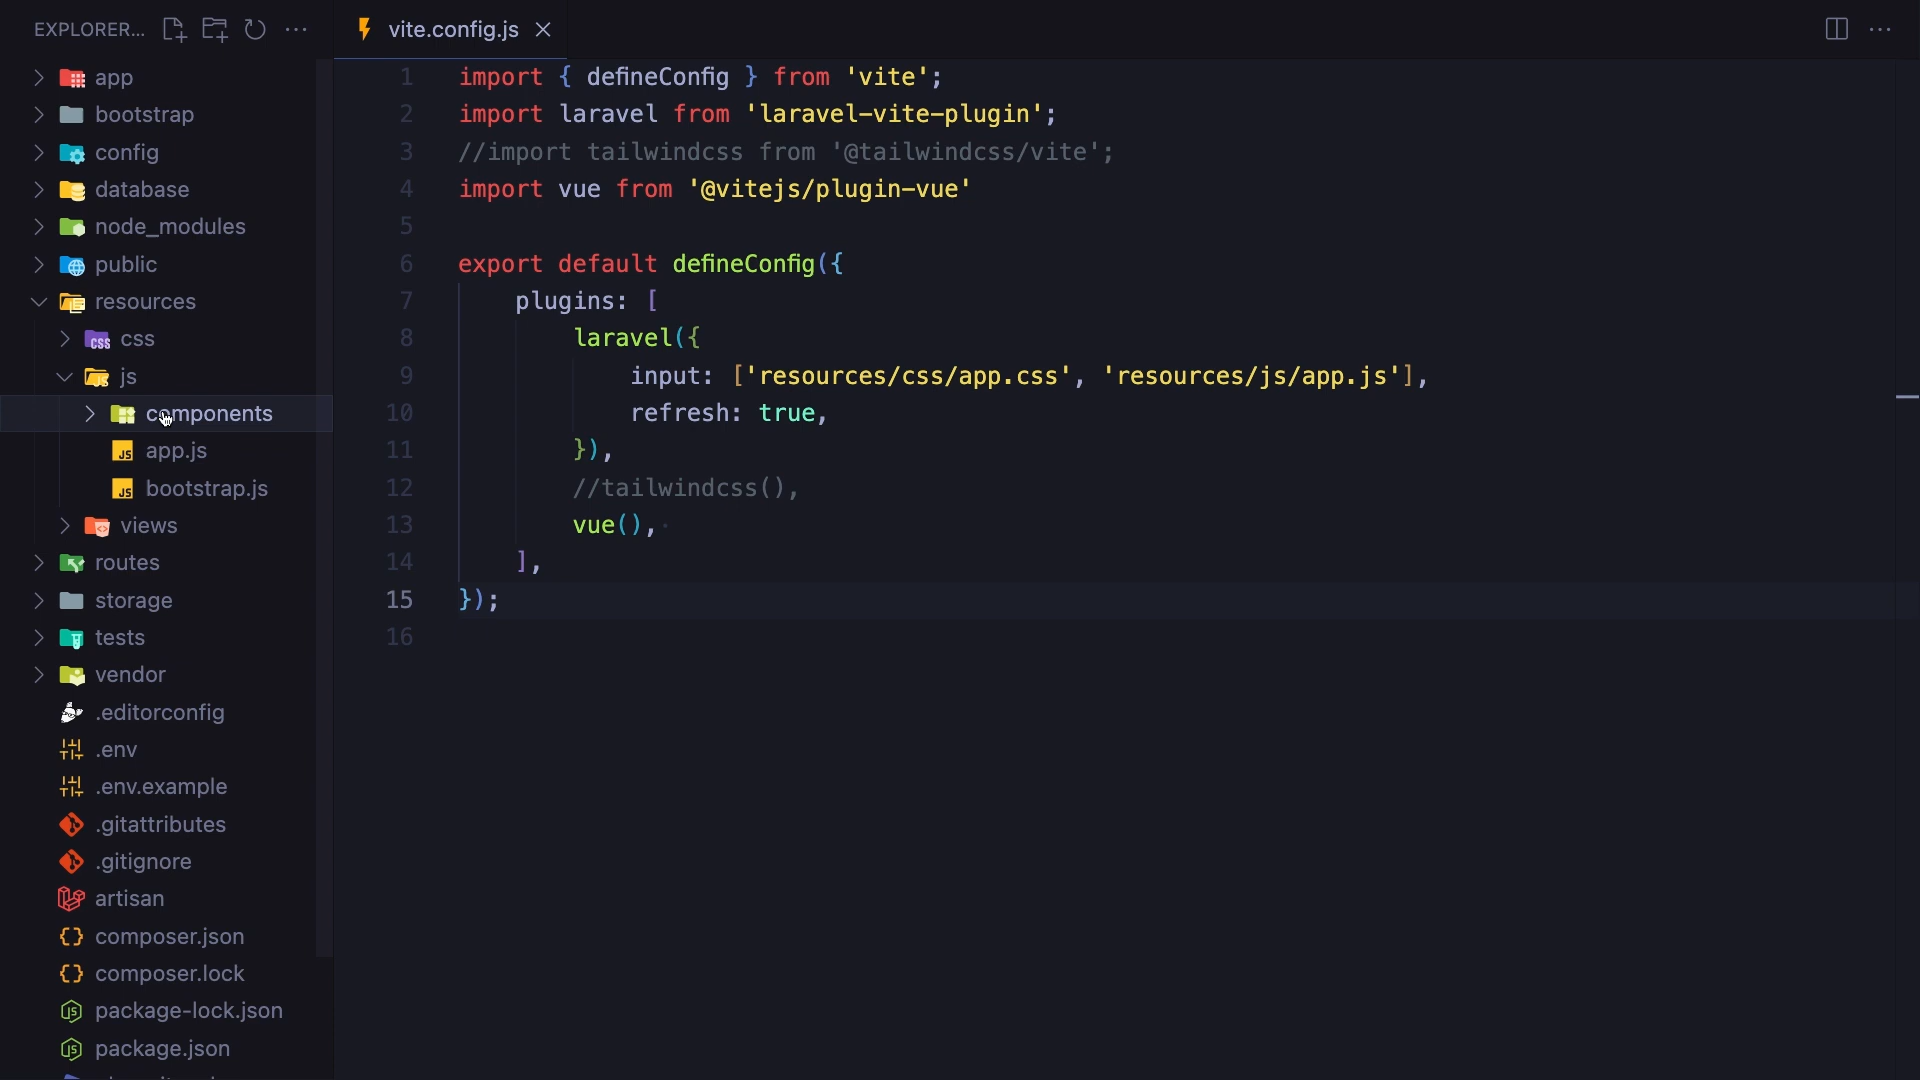 EXPLORER...
app
bootstrap
config
database
node_modules
public
resources
css
js
components
app.js
bootstrap.js
views
routes
storage
tests
vendor
.editorconfig
.env
.env.example
.gitattributes
.gitignore
artisan
composer.json
composer.lock
package-lock.json
package.json
vite.config.js
1 import { defineConfig } from 'vite';
2 import laravel from 'laravel-vite-plugin';
3 //import tailwindcss from '@tailwindcss/vite';
4 import vue from '@vitejs/plugin-vue'
5
6 export default defineConfig({
7 plugins: [
8 laravel({
9 input: ['resources/css/app.css', 'resources/js/app.js'],
10 refresh: true,
11 }),
12 //tailwindcss(),
13 vue(),
14 ],
15 });
16